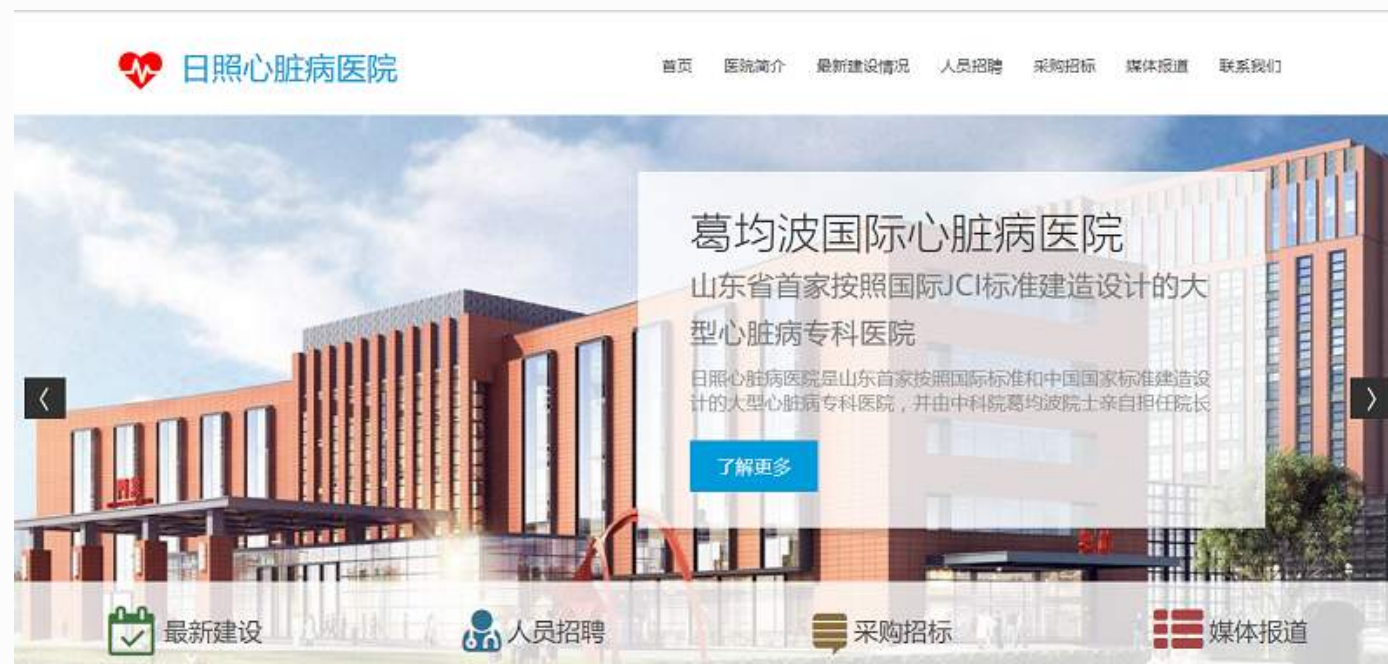 日照心脏病医院
首页 医院简介 最新建设情况 人员招聘 采购招标 媒体报道 联系我们
葛均波国际心脏病医院
山东省首家按照国际JCI标准建造设计的大
型心脏病专科医院
日照心脏病医院是山东首家按照国际标准和中国国家标准建造设
计的大型心脏病专科医院，并由中科院葛均波院士亲自担任院长
了解更多
最新建设 人员招聘 采购招标 媒体报道